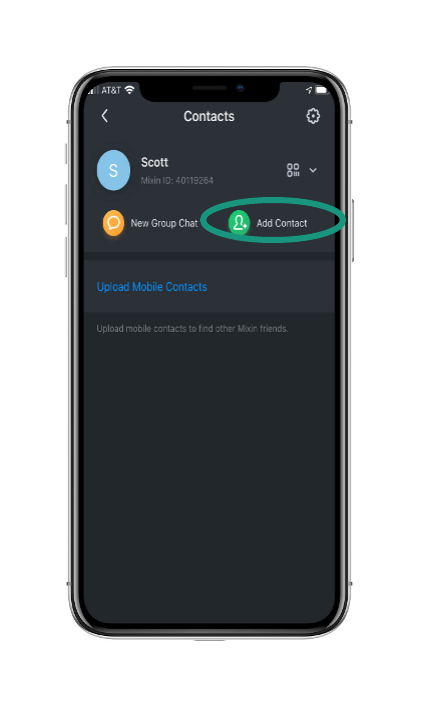 AT&T
Contacts
S
Scott
Mixin ID: 40119264
New Group Chat
Add Contact
Upload Mobile Contacts
Upload mobile contacts to find other Mixin friends.